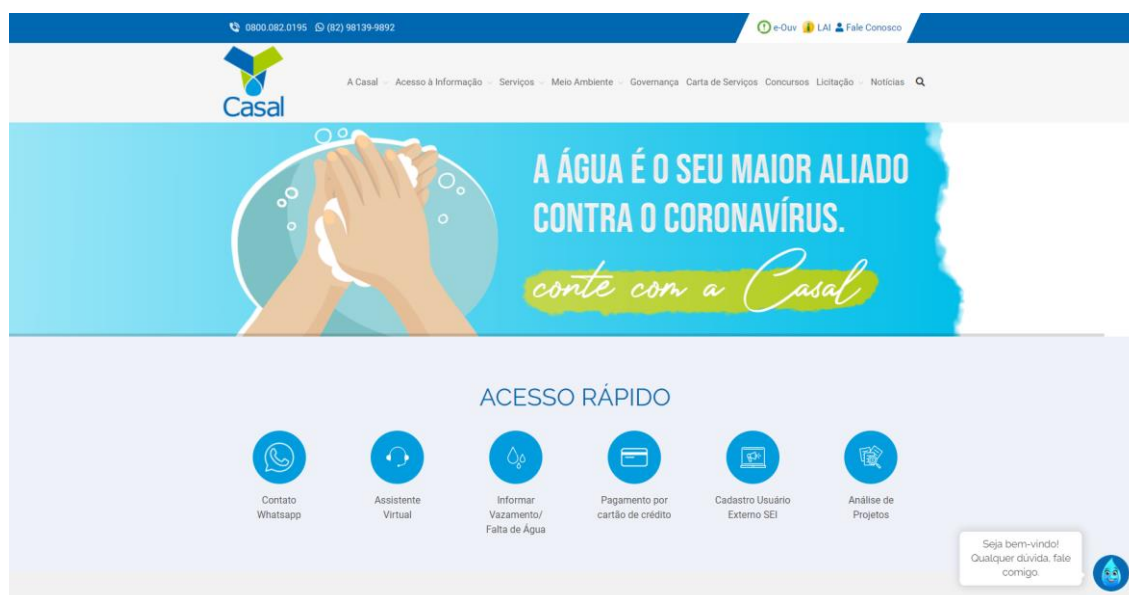 0800.082.0195 (82) 98139-9892
e-Ouv LAI Fale Conosco
Casal
A Casal Acesso à Informação Serviços Meio Ambiente Governança Carta de Serviços Concursos Licitação Notícias
A ÁGUA É O SEU MAIOR ALIADO
CONTRA O CORONAVÍRUS.
conte com a Casal
ACESSO RÁPIDO
Contato
Whatsapp
Assistente
Virtual
Informar
Vazamento/
Falta de Água
Pagamento por
cartão de crédito
Cadastro Usuário
Externo SEI
Análise de
Projetos
Seja bem-vindo!
Qualquer dúvida, fale
comigo.